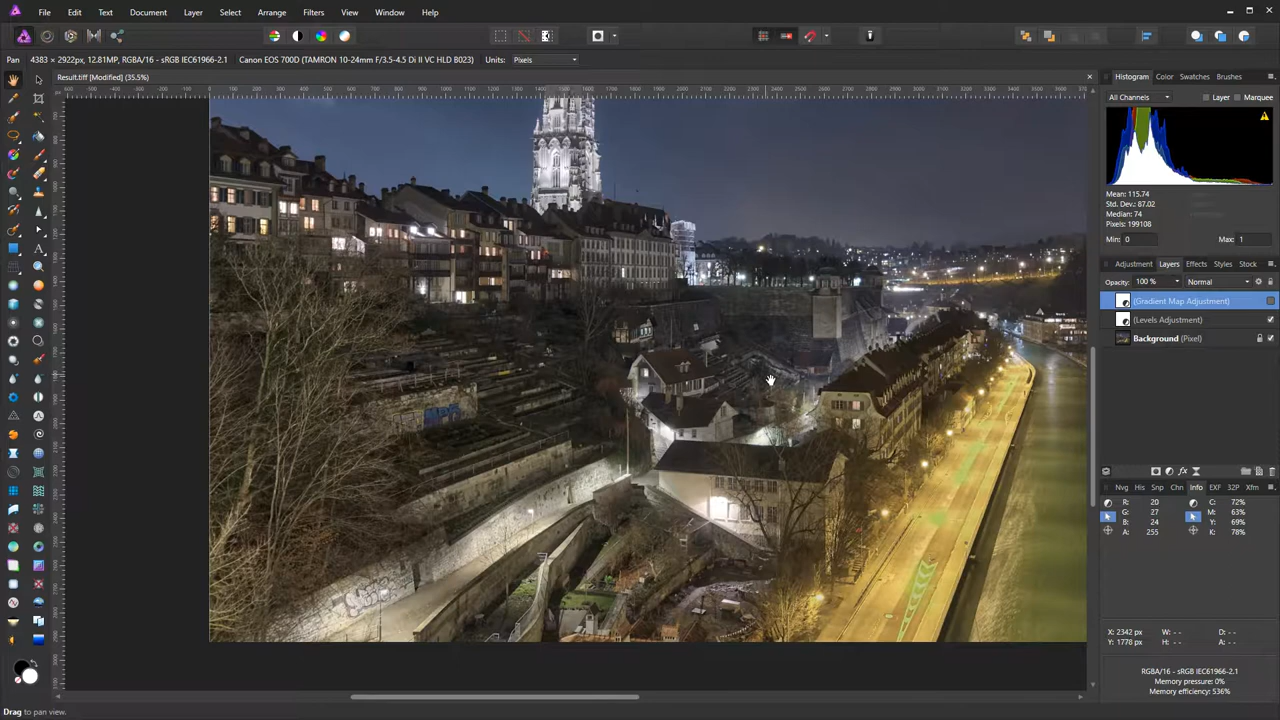 File Edit Text Document Layer Select Arrange Filters View Window Help
Pan 4383 × 2922px, 12.81MP, RGBA/16 - sRGB IEC61966-2.1 Canon EOS 700D (TAMRON 10-24mm F/3.5-4.5 Di II VC HLD B023) Units: Pixels
Result.tiff [Modified] (35.5%)
Histogram Color Swatches Brushes
All Channels Layer Marquee
Mean: 115.74
Std. Dev.: 87.02
Median: 74
Pixels: 199108
Min: 0 Max: 1
Adjustment Layers Effects Styles Stock
Opacity: 100 % Normal
(Gradient Map Adjustment)
(Levels Adjustment)
Background (Pixel)
Nvg His Snp Chn Info EXF 32P Xfm
R: 20 C: 72%
G: 27 M: 63%
B: 24 Y: 69%
A: 255 K: 78%
X: 2342 px W: - - D: - -
Y: 1778 px H: - - A: - -
RGBA/16 - sRGB IEC61966-2.1
Memory pressure: 0%
Memory efficiency: 536%
Drag to pan view.